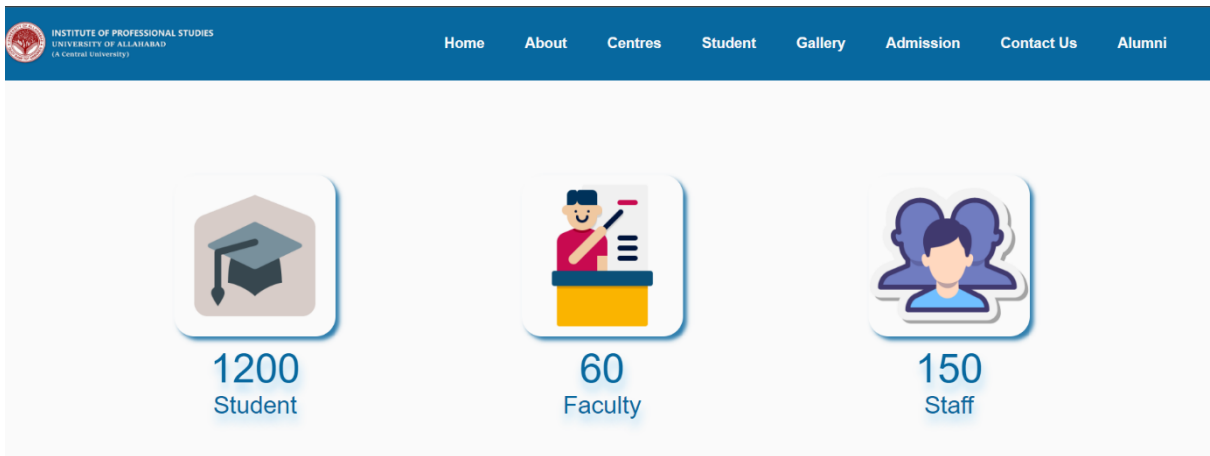 INSTITUTE OF PROFESSIONAL STUDIES
UNIVERSITY OF ALLAHABAD
(A Central University)
Home About Centres Student Gallery Admission Contact Us Alumni
1200 60 150
Student Faculty Staff